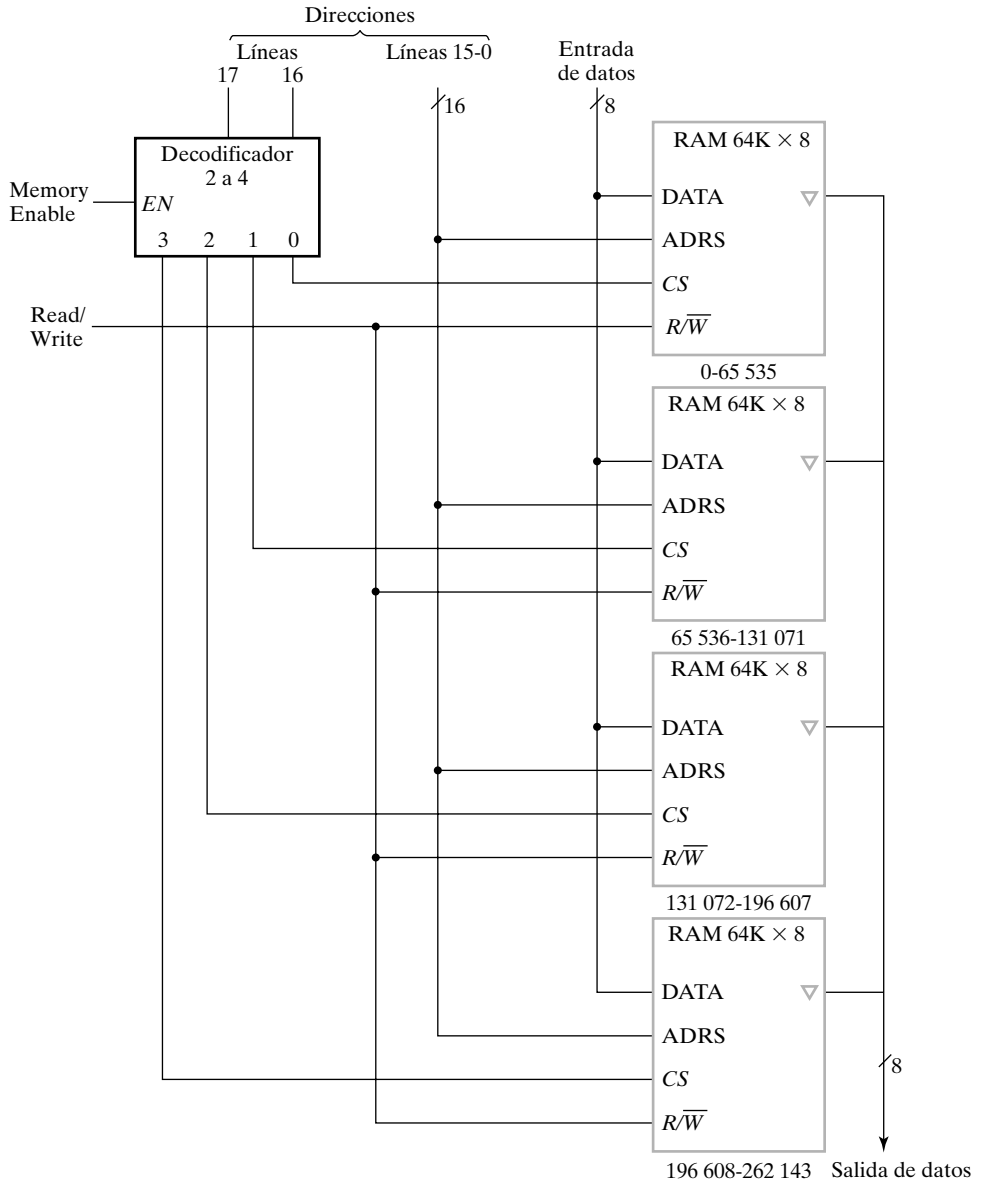 Direcciones
Líneas
Líneas 15-0
Entrada
de datos
17 16
16
8
Decodificador
2 a 4
Memory
Enable
EN
3 2 1 0
Read/
Write
RAM 64K × 8
DATA
ADRS
CS
R/W̅
0-65 535
RAM 64K × 8
DATA
ADRS
CS
R/W̅
65 536-131 071
RAM 64K × 8
DATA
ADRS
CS
R/W̅
131 072-196 607
RAM 64K × 8
DATA
ADRS
CS
R/W̅
8
196 608-262 143
Salida de datos